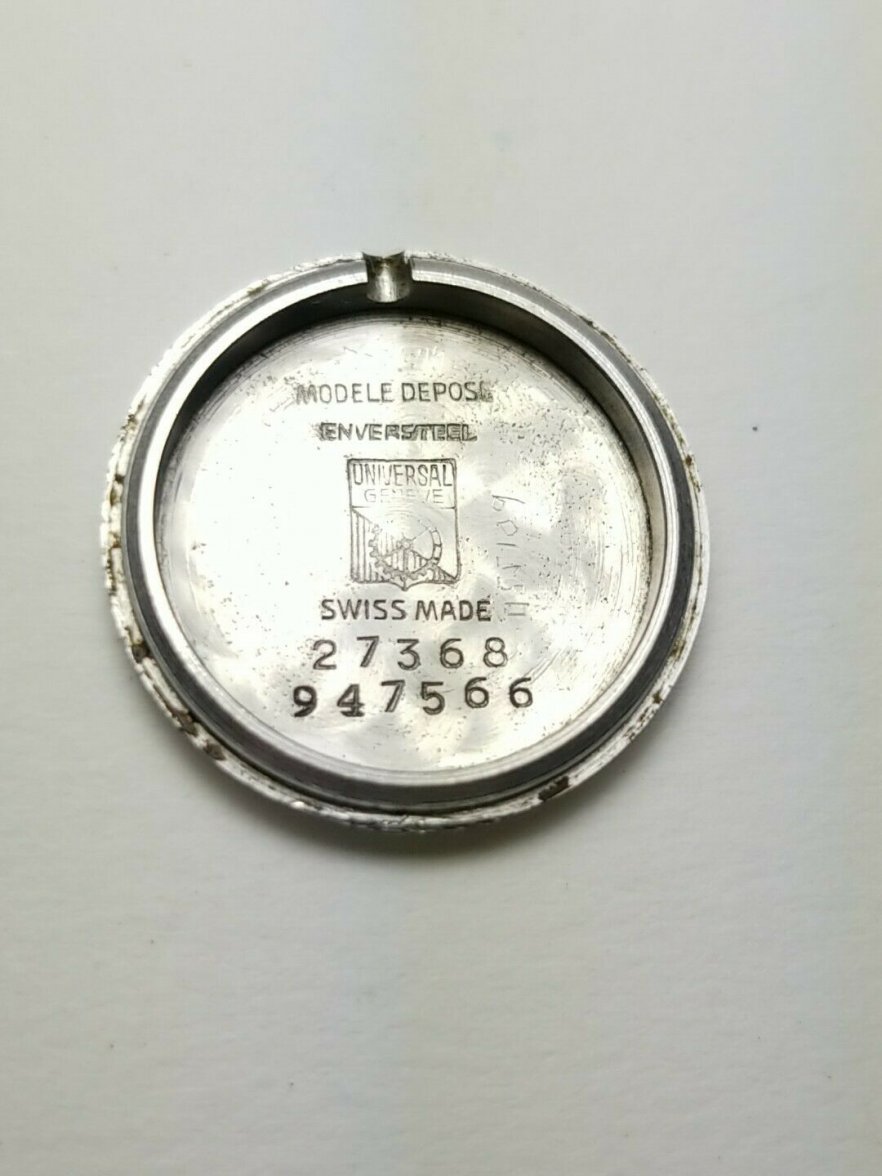 MODELE DEPOSE
ENVERSTEEL
UNIVERSAL
GENEVE
SWISS MADE
27368
947566